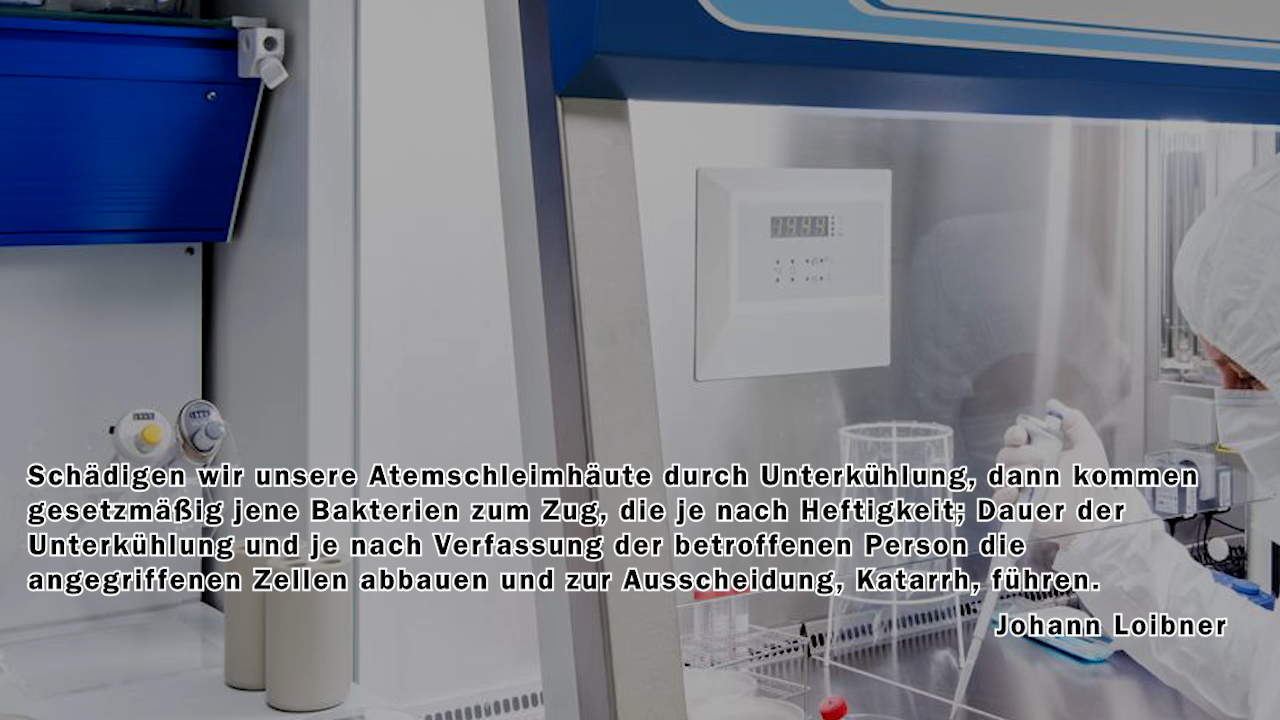 Schädigen wir unsere Atemschleimhäute durch Unterkühlung, dann kommen
gesetzmäßig jene Bakterien zum Zug, die je nach Heftigkeit; Dauer der
Unterkühlung und je nach Verfassung der betroffenen Person die
angegriffenen Zellen abbauen und zur Ausscheidung, Katarrh, führen.
Johann Loibner